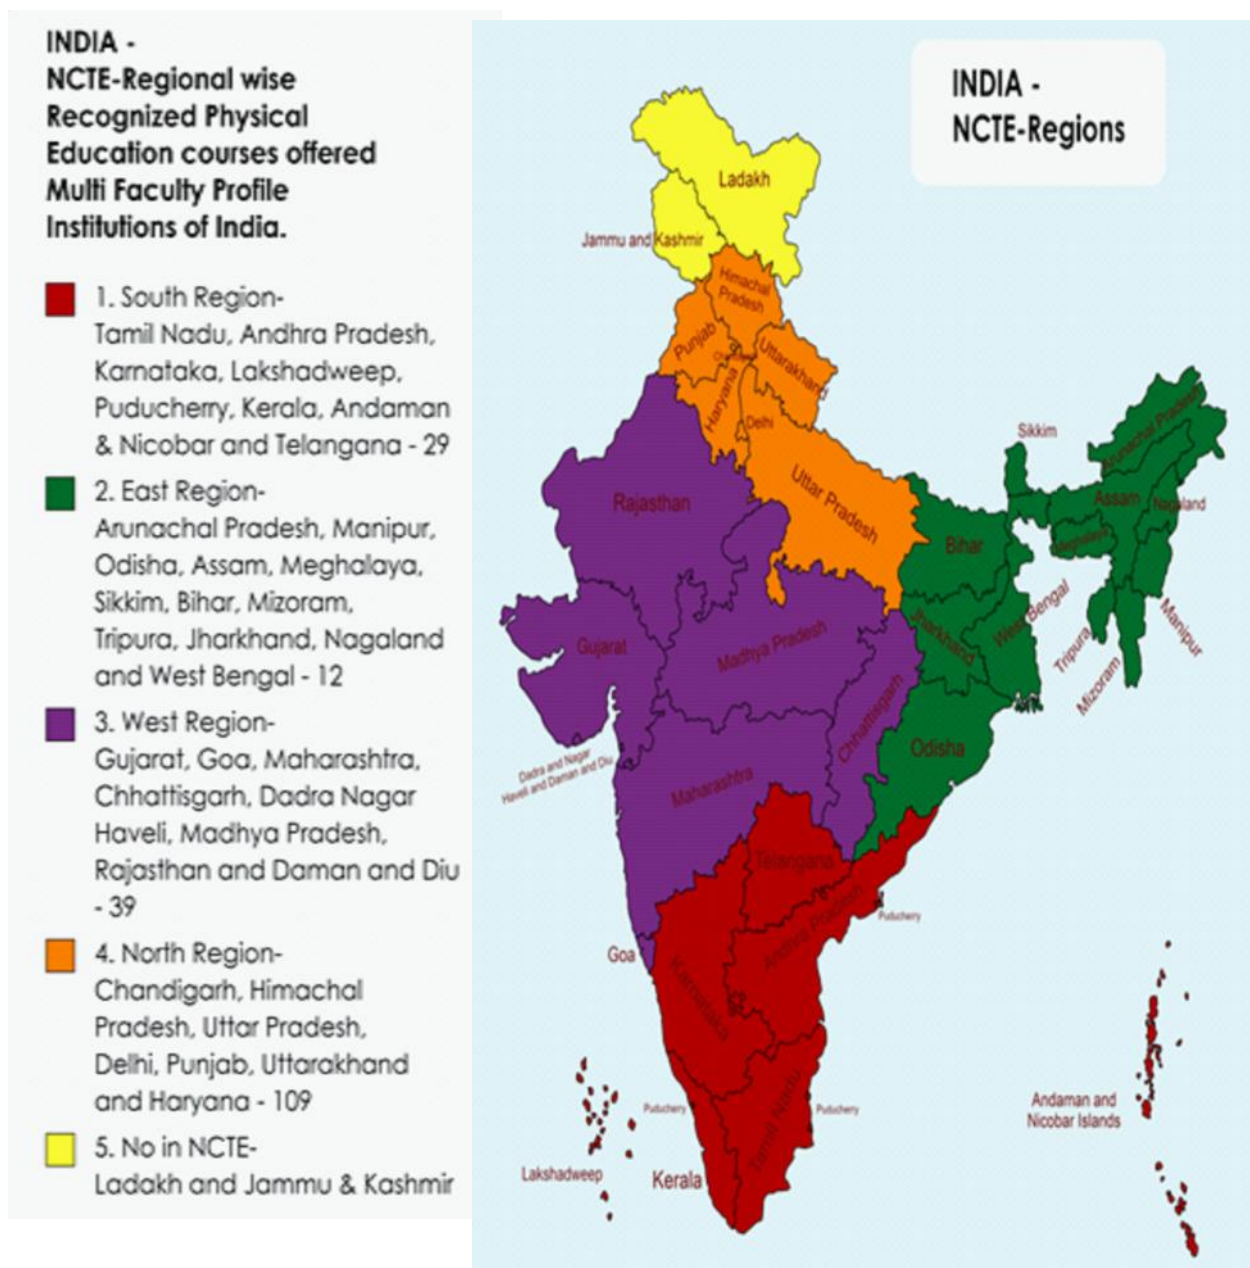 INDIA -
NCTE-Regional wise
Recognized Physical
Education courses offered
Multi Faculty Profile
Institutions of India.
1. South Region-
Tamil Nadu, Andhra Pradesh,
Karnataka, Lakshadweep,
Puducherry, Kerala, Andaman
& Nicobar and Telangana - 29
2. East Region-
Arunachal Pradesh, Manipur,
Odisha, Assam, Meghalaya,
Sikkim, Bihar, Mizoram,
Tripura, Jharkhand, Nagaland
and West Bengal - 12
3. West Region-
Gujarat, Goa, Maharashtra,
Chhattisgarh, Dadra Nagar
Haveli, Madhya Pradesh,
Rajasthan and Daman and Diu
- 39
4. North Region-
Chandigarh, Himachal
Pradesh, Uttar Pradesh,
Delhi, Punjab, Uttarakhand
and Haryana - 109
5. No in NCTE-
Ladakh and Jammu & Kashmir
INDIA -
NCTE-Regions
Ladakh
Jammu and Kashmir
Himachal
Pradesh
Punjab
Uttarakhand
Haryana
Delhi
Uttar Pradesh
Rajasthan
Sikkim
Arunachal Pradesh
Assam
Nagaland
Meghalaya
Bihar
Manipur
Jharkhand
West Bengal
Tripura
Mizoram
Gujarat
Madhya Pradesh
Chhattisgarh
Odisha
Dadra and Nagar
Haveli and Daman and Diu
Maharashtra
Telangana
Andhra Pradesh
Puducherry
Goa
Karnataka
Puducherry
Puducherry
Tamil Nadu
Kerala
Lakshadweep
Andaman and
Nicobar Islands